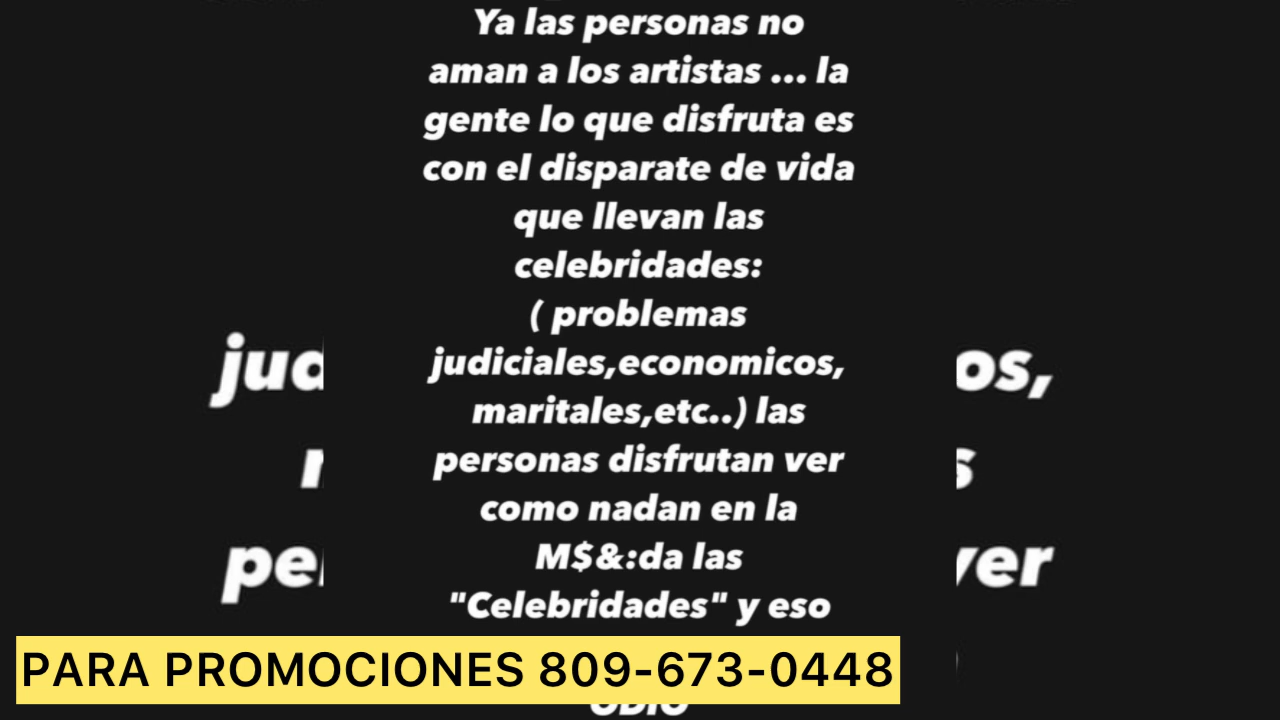 Ya las personas no
aman a los artistas ... la
gente lo que disfruta es
con el disparate de vida
que llevan las
celebridades:
( problemas
judiciales,economicos,
maritales,etc..) las
personas disfrutan ver
como nadan en la
M$&:da las
"Celebridades" y eso
PARA PROMOCIONES 809-673-0448